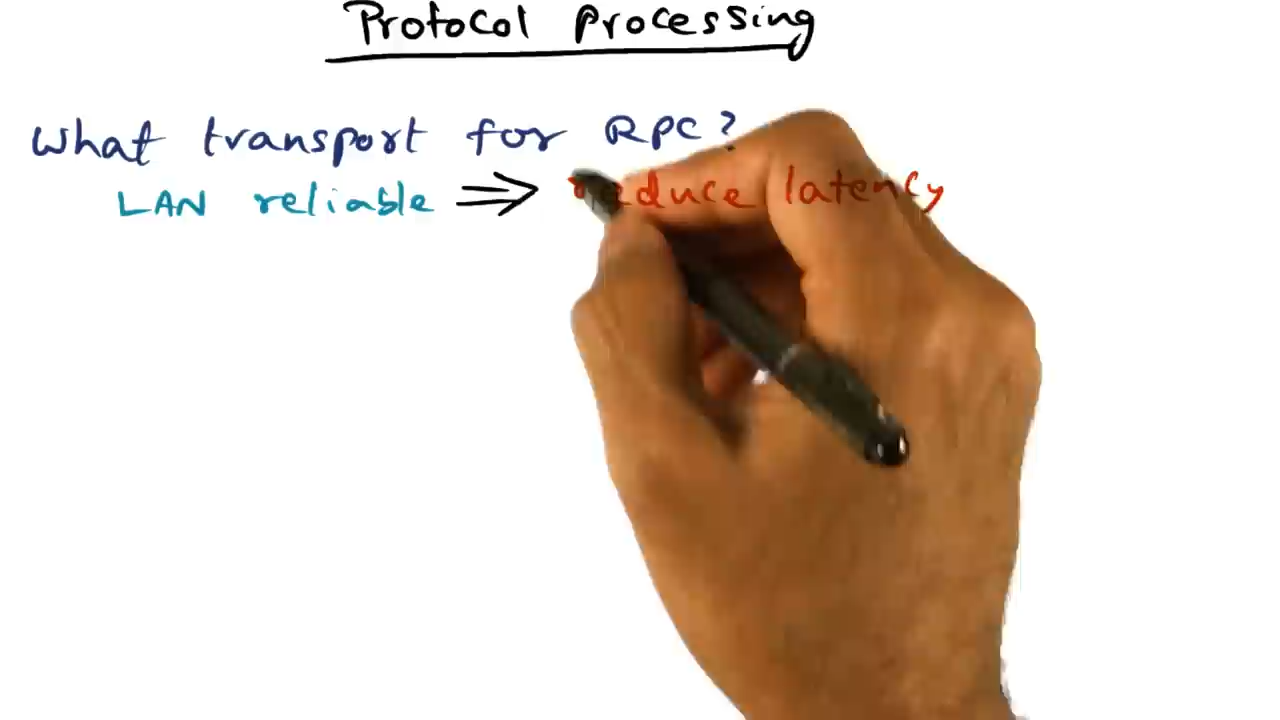 Protocol Processing
What transport for RPC?
LAN reliable ⇒ reduce latency